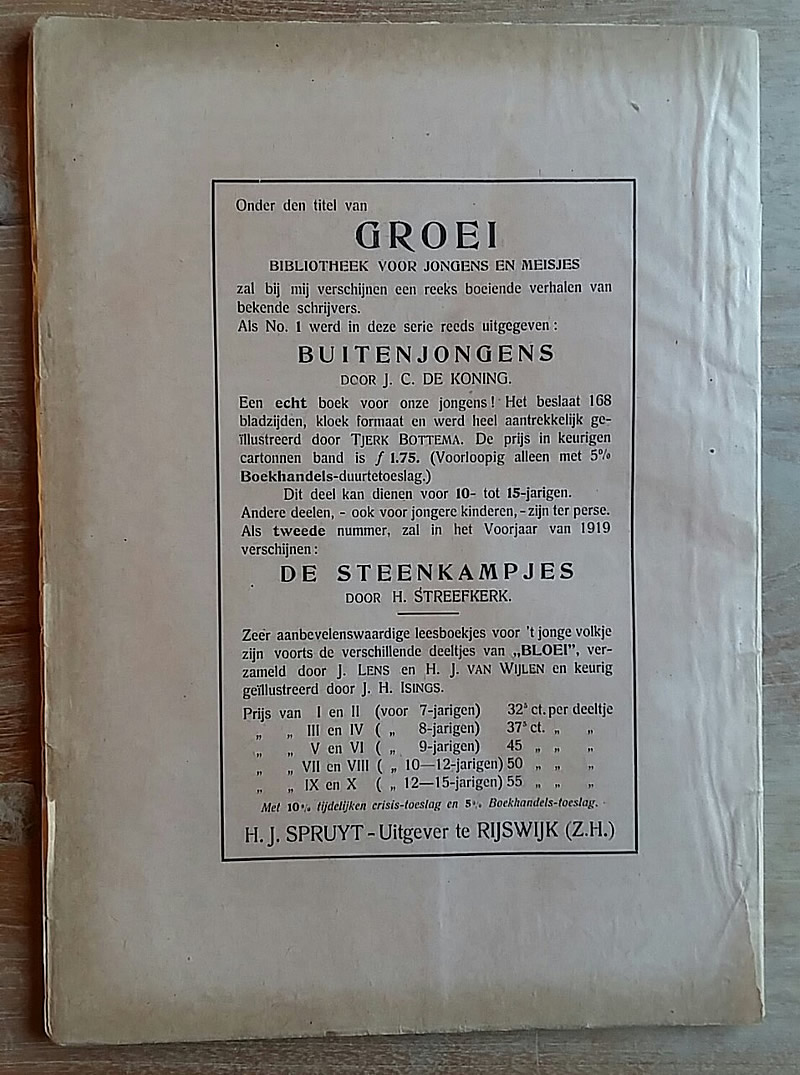 Onder den titel van
GROEI
BIBLIOTHEEK VOOR JONGENS EN MEISJES
zal bij mij verschijnen een reeks boeiende verhalen van
bekende schrijvers.
Als No. 1 werd in deze serie reeds uitgegeven :
BUITENJONGENS
DOOR J. C. DE KONING.
Een echt boek voor onze jongens! Het beslaat 168
bladzijden, kloek formaat en werd heel aantrekkelijk ge-
ïllustreerd door TJERK BOTTEMA. De prijs in keurigen
cartonnen band is ƒ 1.75. (Voorloopig alleen met 5%
Boekhandels-duurtetoeslag.)
Dit deel kan dienen voor 10- tot 15-jarigen.
Andere deelen, - ook voor jongere kinderen, - zijn ter perse.
Als tweede nummer, zal in het Voorjaar van 1919
verschijnen :
DE STEENKAMPJES
DOOR H. STREEFKERK.
Zeer aanbevelenswaardige leesboekjes voor 't jonge volkje
zijn voorts de verschillende deeltjes van „BLOEI”, ver-
zameld door J. LENS en H. J. VAN WIJLEN en keurig
geïllustreerd door J. H. ISINGS.
Prijs van I en II (voor 7-jarigen) 32⁵ ct. per deeltje
„ „ III en IV ( „ 8-jarigen) 37⁵ ct. „ „
„ „ V en VI ( „ 9-jarigen) 45 „ „ „
„ „ VII en VIII ( „ 10—12-jarigen) 50 „ „ „
„ „ IX en X ( „ 12—15-jarigen) 55 „ „ „
Met 10% tijdelijken crisis-toeslag en 5% Boekhandels-toeslag.
H. J. SPRUYT - Uitgever te RIJSWIJK (Z.H.)